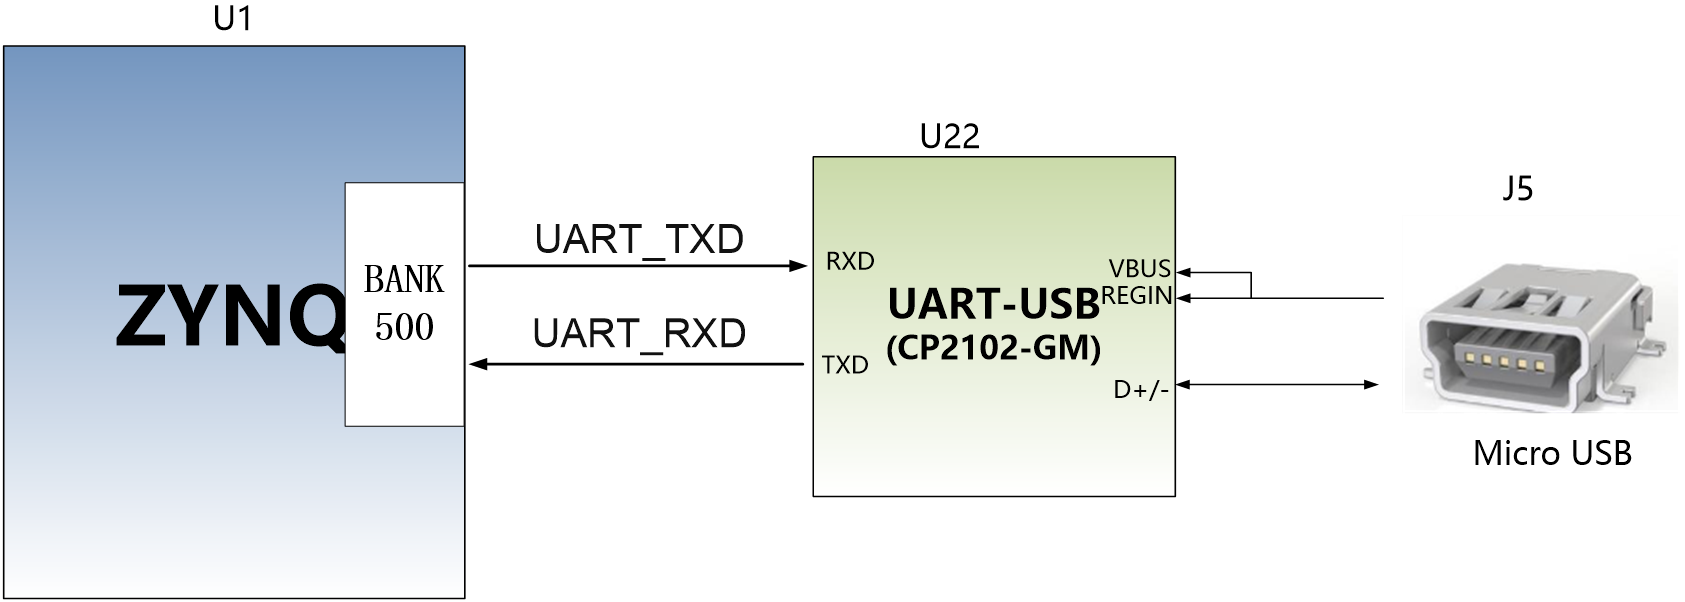 U1
ZYNQ
BANK
500
UART_TXD
UART_RXD
U22
RXD
TXD
UART-USB
(CP2102-GM)
VBUS
REGIN
D+/-
J5
Micro USB